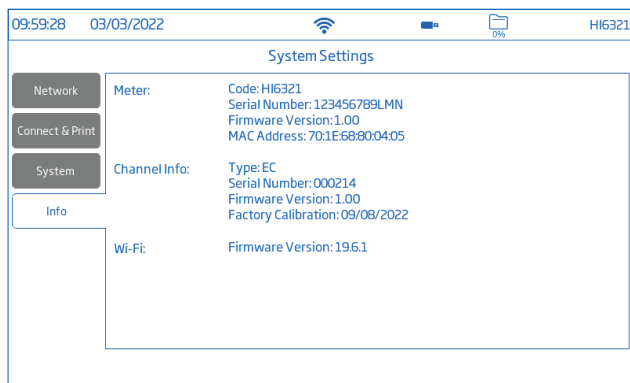 09:59:28 03/03/2022 0% HI6321
System Settings
Network
Connect & Print
System
Info
Meter: Code: HI6321
Serial Number: 123456789LMN
Firmware Version: 1.00
MAC Address: 70:1E:68:80:04:05
Channel Info: Type: EC
Serial Number: 000214
Firmware Version: 1.00
Factory Calibration: 09/08/2022
Wi-Fi: Firmware Version: 19.6.1